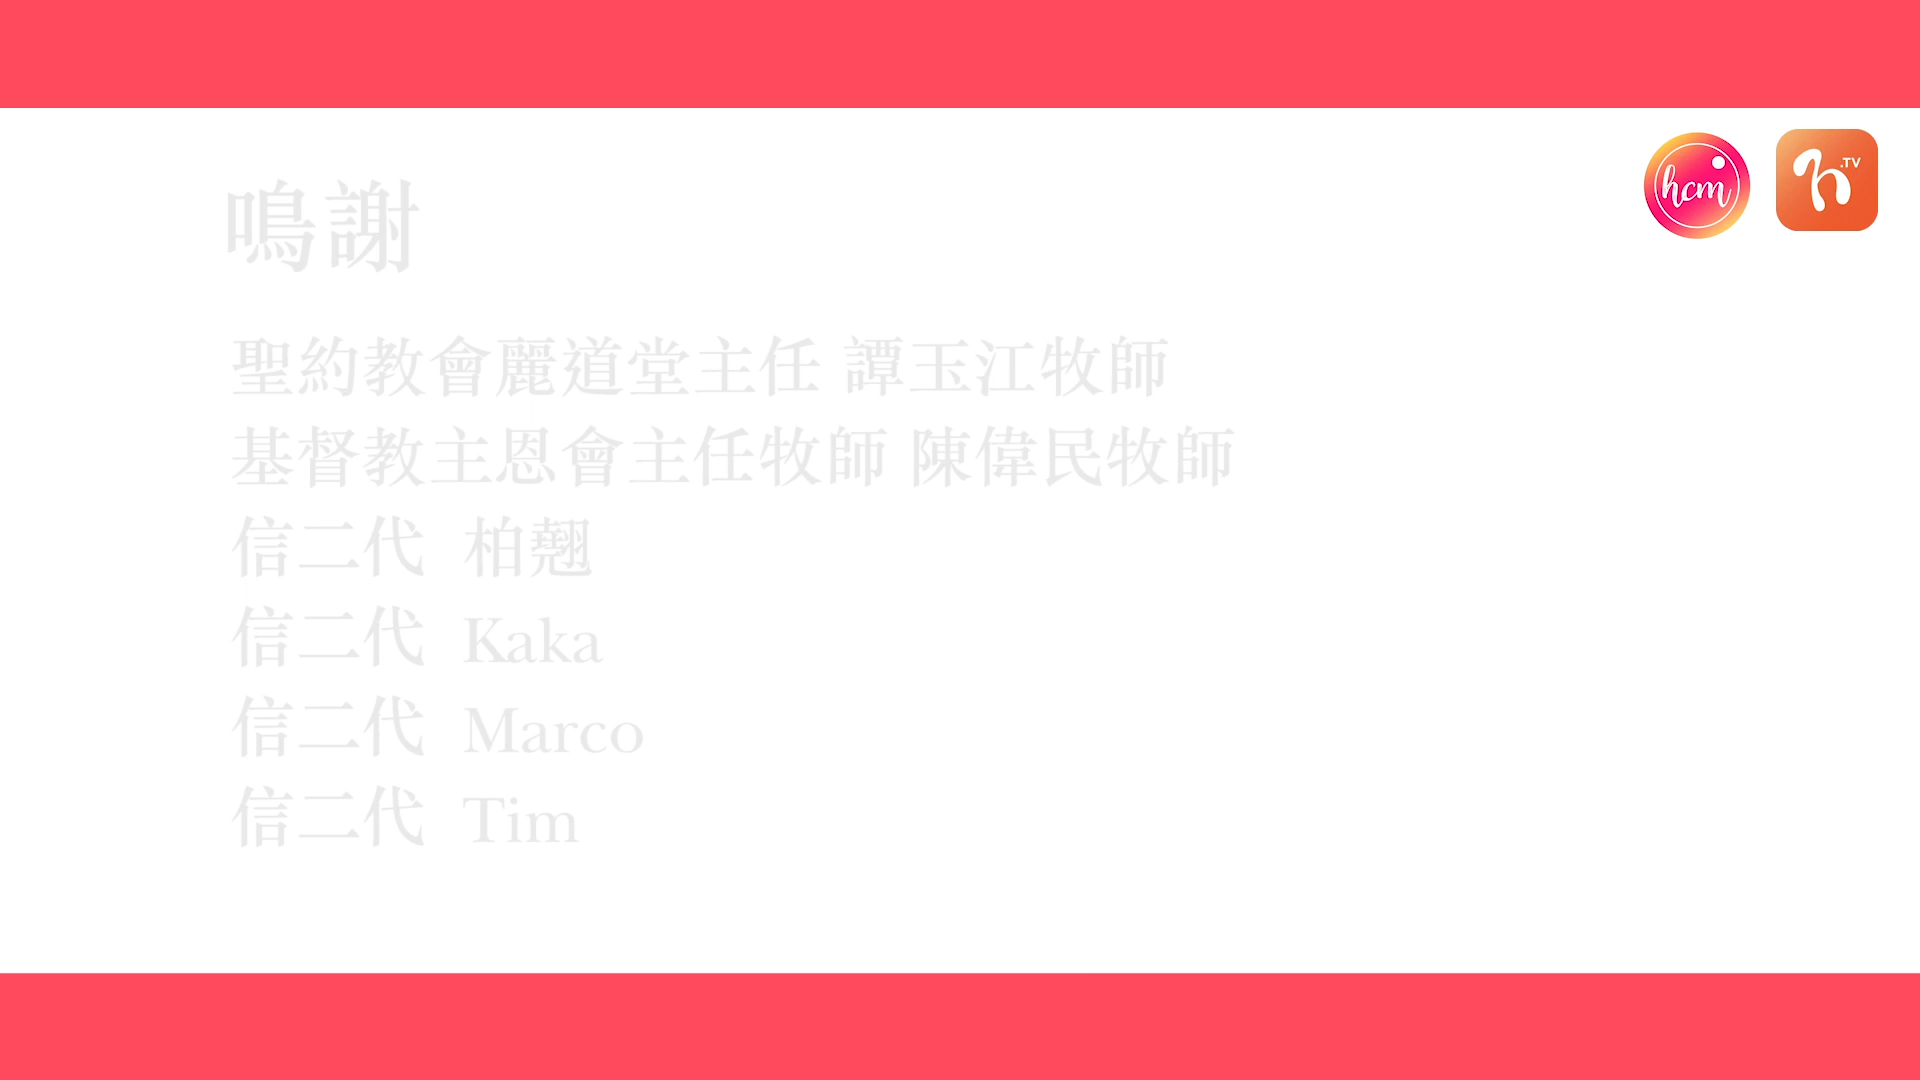 鳴謝
hcm
.TV
聖約教會麗道堂主任 譚玉江牧師
基督教主恩會主任牧師 陳偉民牧師
信二代 柏翹
信二代 Kaka
信二代 Marco
信二代 Tim